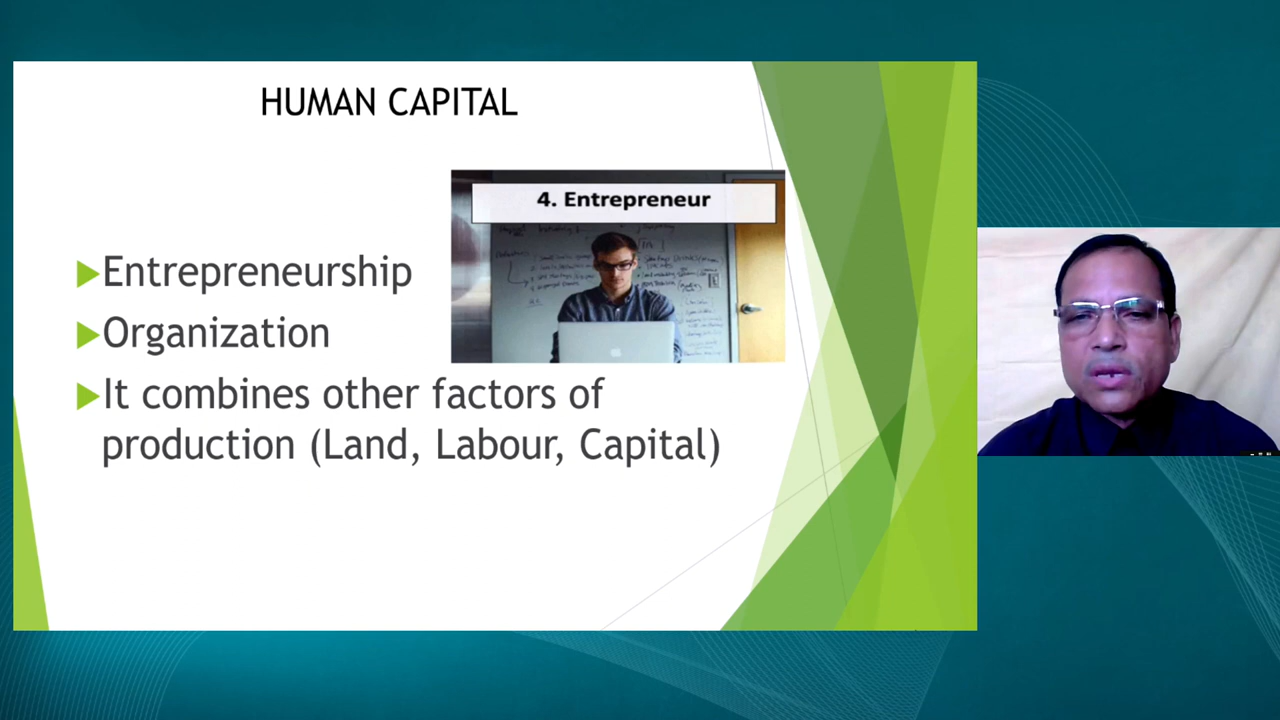 HUMAN CAPITAL
4. Entrepreneur
Entrepreneurship
Organization
It combines other factors of
production (Land, Labour, Capital)